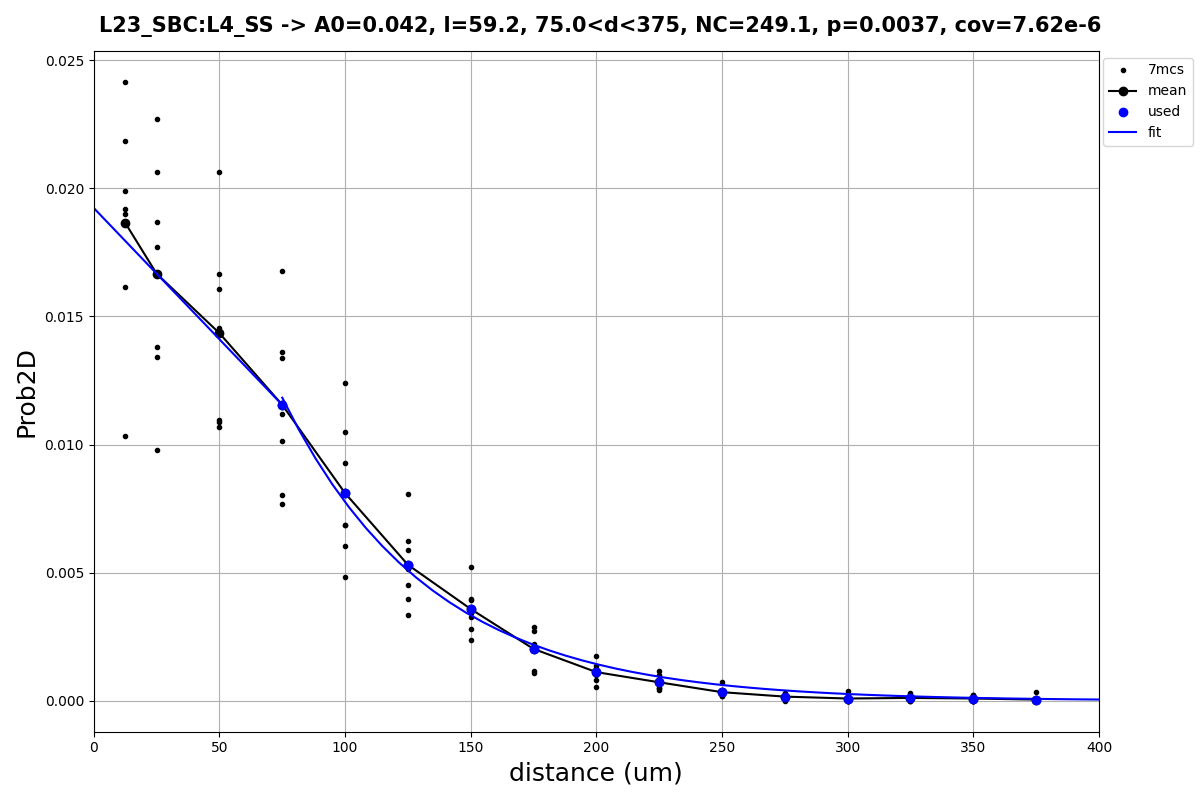 L23_SBC:L4_SS -> A0=0.042, l=59.2, 75.0<d<375, NC=249.1, p=0.0037, cov=7.62e-6
0.025
0.020
0.015
0.010
0.005
0.000
Prob2D
0 50 100 150 200 250 300 350 400
distance (um)
7mcs
mean
used
fit